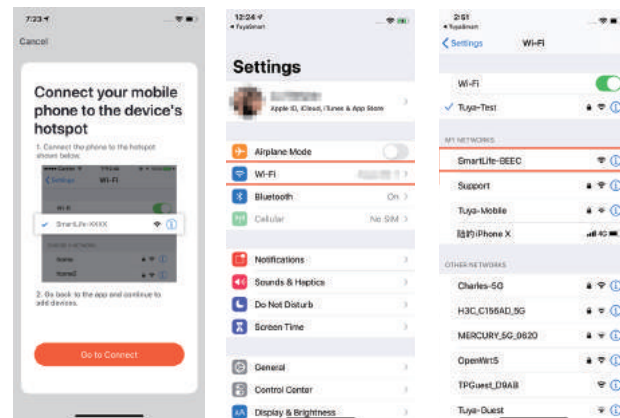 7:23
Cancel
Connect your mobile
phone to the device's
hotspot
1. Connect the phone to the hotspot
shown below.
Wi-Fi
SmartLife-XXXX
2. Go back to the app and continue to
add devices.
Go to Connect
12:24
TuyaSmart
Settings
Apple ID, iCloud, iTunes & App Store
Airplane Mode
Wi-Fi
Bluetooth
On
Cellular
No SIM
Notifications
Sounds & Haptics
Do Not Disturb
Screen Time
General
Control Center
AA
Display & Brightness
2:51
TuyaSmart
Settings
Wi-Fi
Wi-Fi
Tuya-Test
MY NETWORKS
SmartLife-BEEC
Support
Tuya-Mobile
iPhone X
4G
OTHER NETWORKS
Charles-5G
H3C_C156AD_5G
MERCURY_5G_0620
OpenWrt5
TPGuest_D9AB
Tuya-Guest